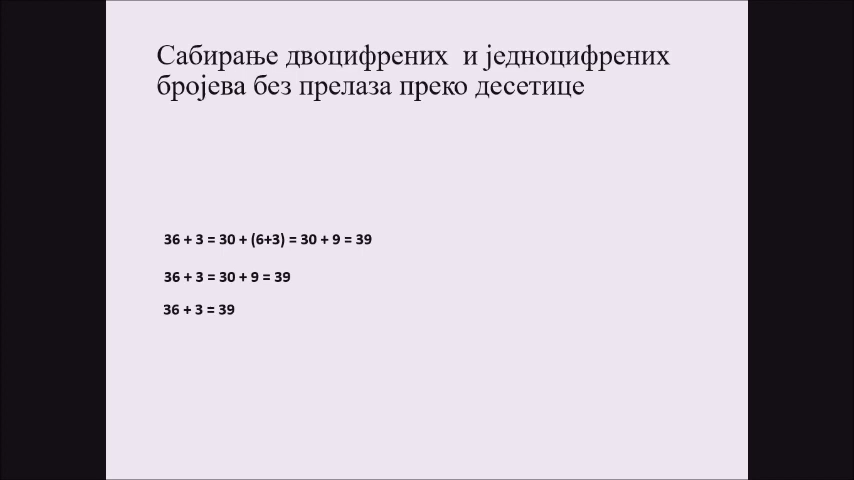 Сабирање двоцифрених  и једноцифрених
бројева без прелаза преко десетице
36 + 3 = 30 + (6+3) = 30 + 9 = 39
36 + 3 = 30 + 9 = 39
36 + 3 = 39